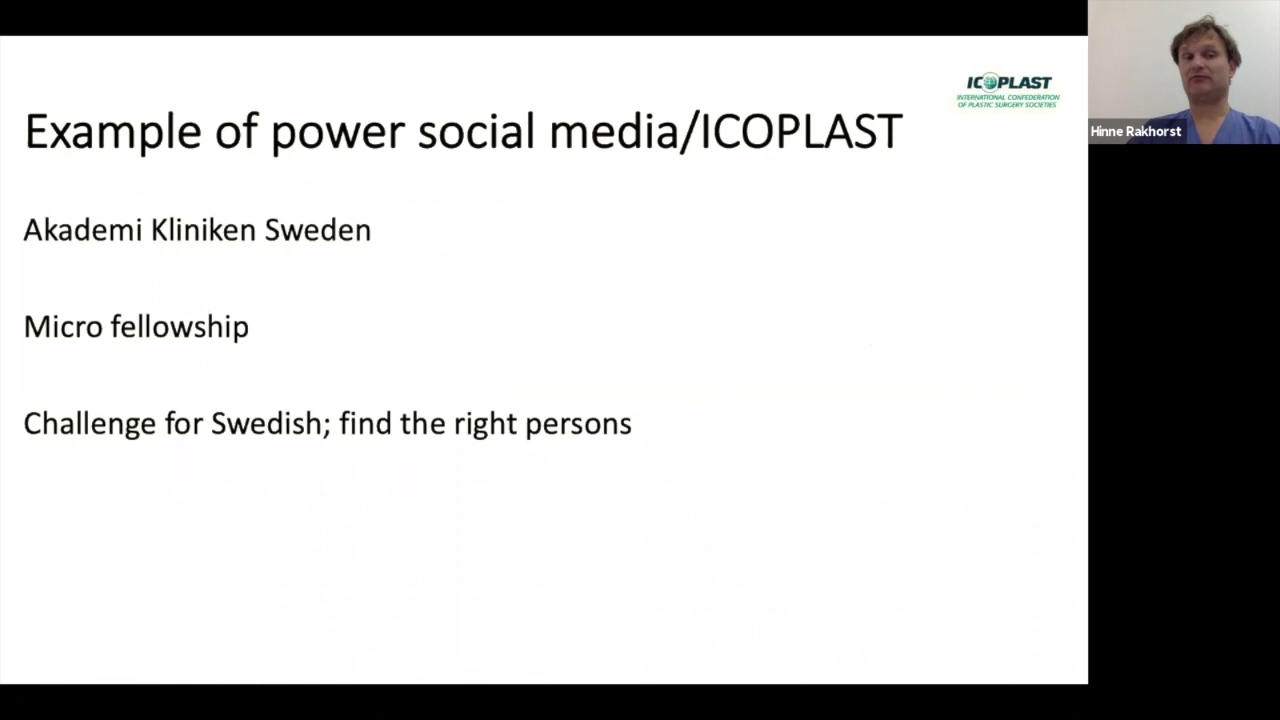 ICOPLAST
INTERNATIONAL CONFEDERATION
OF PLASTIC SURGERY SOCIETIES
Example of power social media/ICOPLAST
Akademi Kliniken Sweden
Micro fellowship
Challenge for Swedish; find the right persons
Hinne Rakhorst